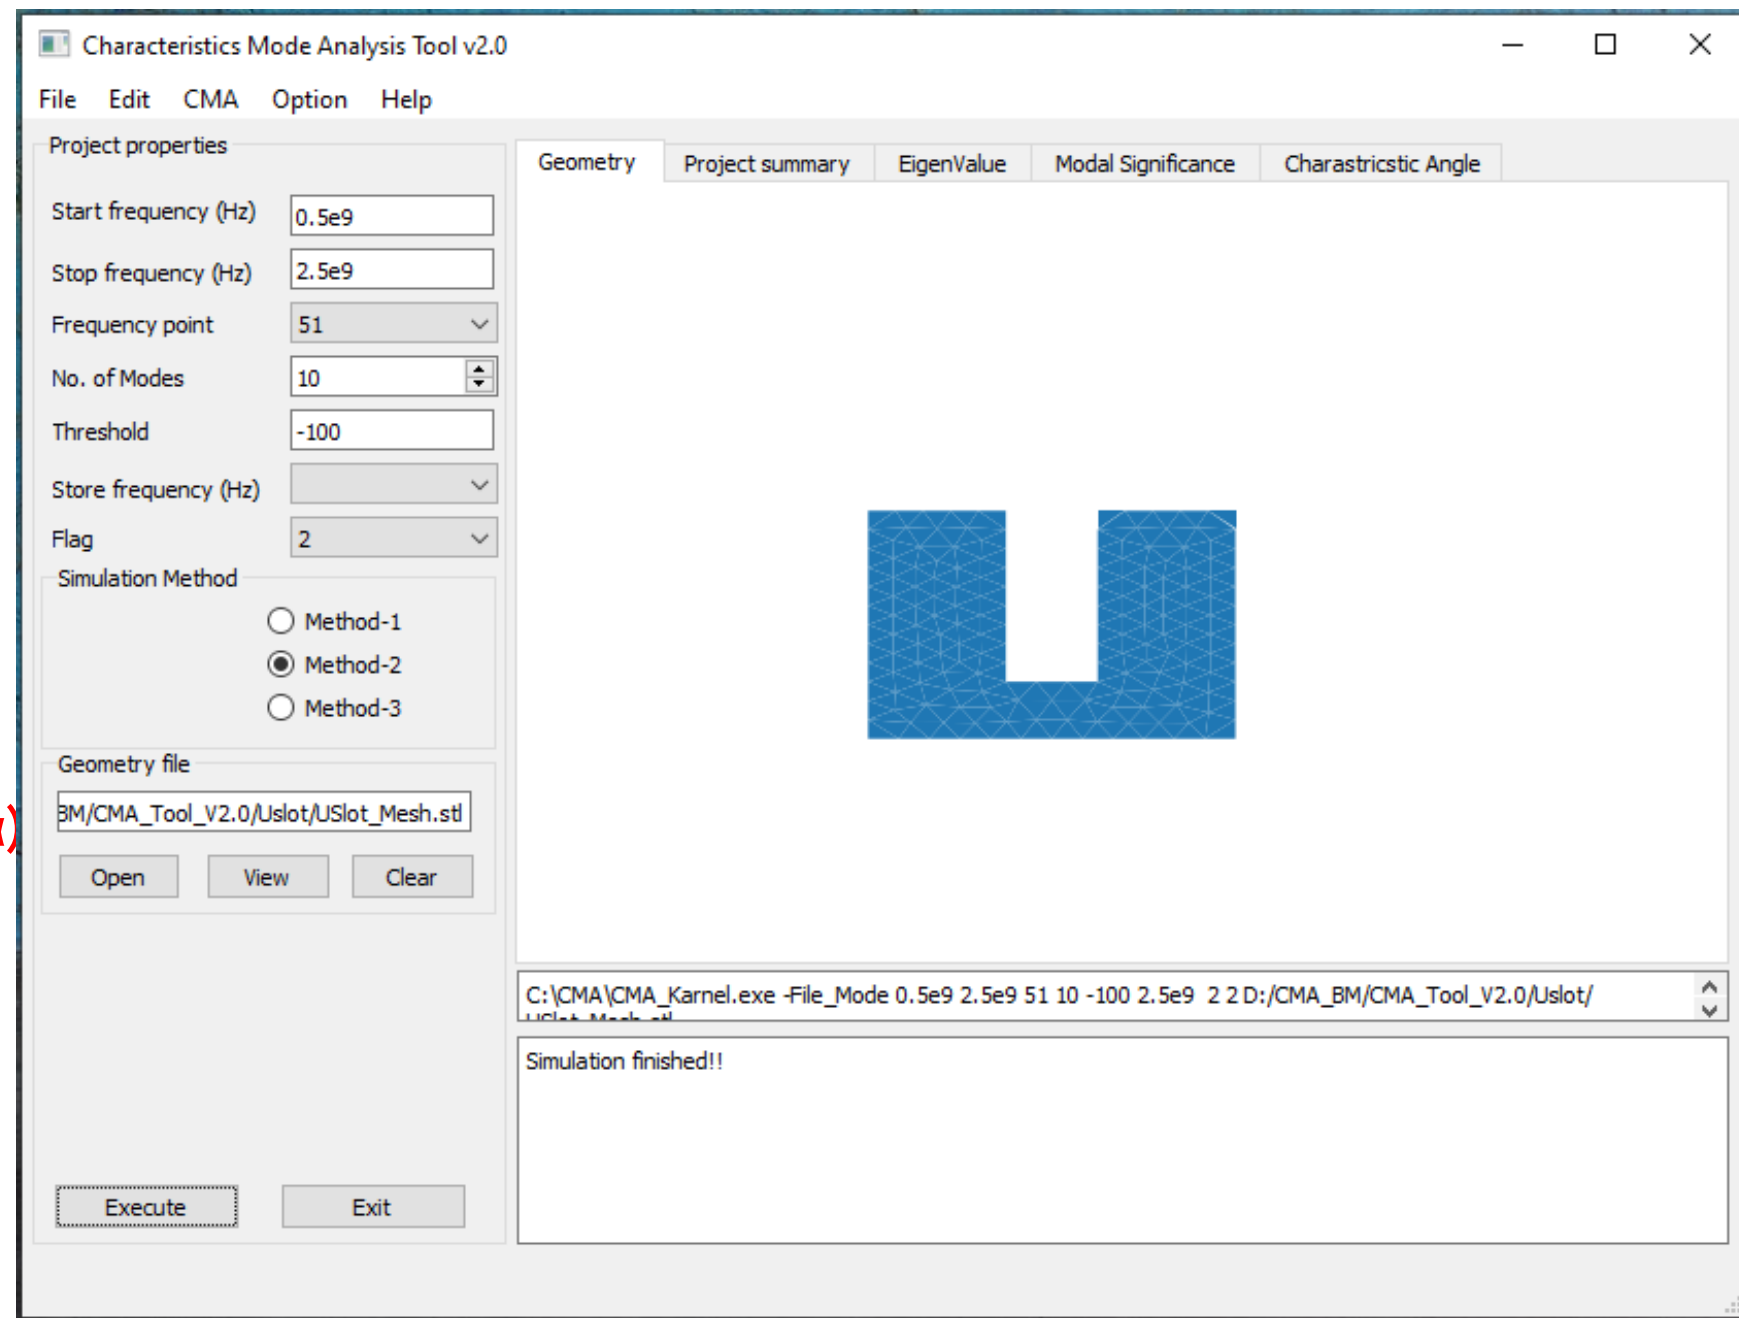 Characteristics Mode Analysis Tool v2.0
File Edit CMA Option Help
Project properties
Start frequency (Hz) 0.5e9
Stop frequency (Hz) 2.5e9
Frequency point 51
No. of Modes 10
Threshold -100
Store frequency (Hz)
Flag 2
Simulation Method
Method-1
Method-2
Method-3
Geometry file
BM/CMA_Tool_V2.0/Uslot/USlot_Mesh.stl
Open View Clear
Execute Exit
Geometry Project summary EigenValue Modal Significance Charastricstic Angle
C:\CMA\CMA_Karnel.exe -File_Mode 0.5e9 2.5e9 51 10 -100 2.5e9 2 2 D:/CMA_BM/CMA_Tool_V2.0/Uslot/
USlot_Mesh.stl
Simulation finished!!